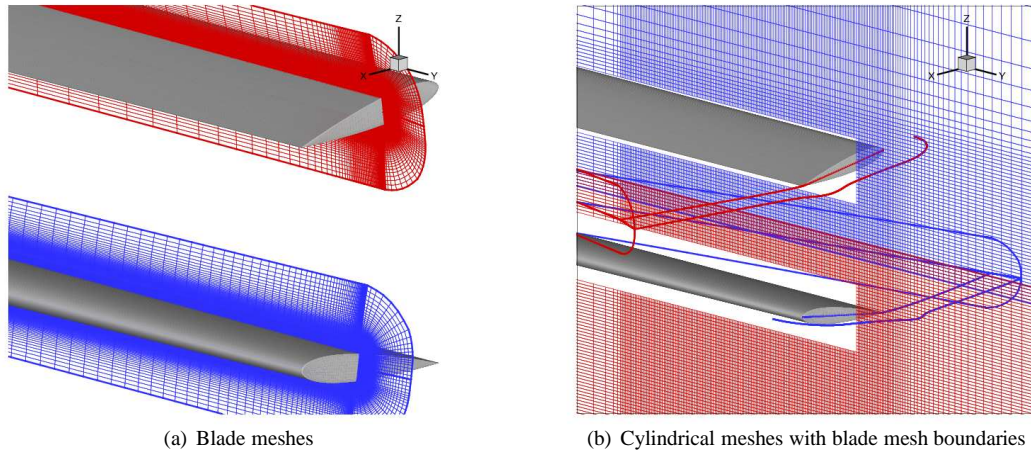 Z
X
Y
Z
X
Y
(a) Blade meshes
(b) Cylindrical meshes with blade mesh boundaries